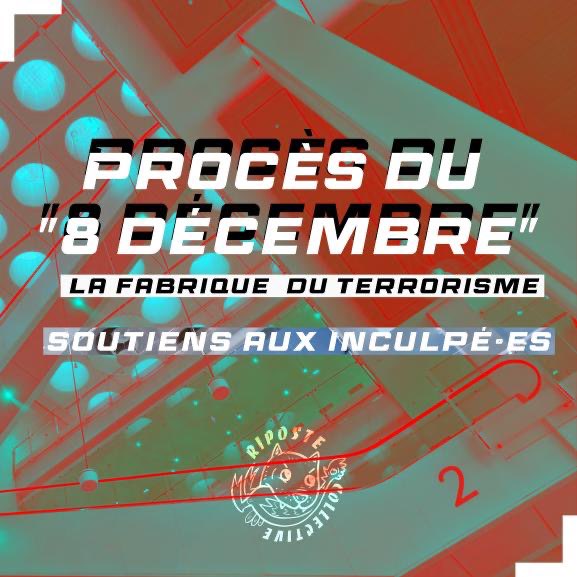 PROCÈS DU
"8 DÉCEMBRE"
LA FABRIQUE DU TERRORISME
SOUTIENS AUX INCULPÉ·ES
RIPOSTE
COLLECTIVE
2